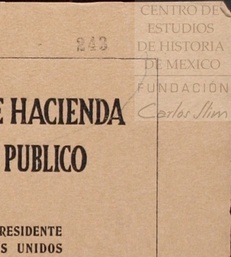 243
CENTRO DE
ESTUDIOS
DE HISTORIA
DE MEXICO
FUNDACIÓN
Carlos Slim
E HACIENDA
PUBLICO
RESIDENTE
S UNIDOS